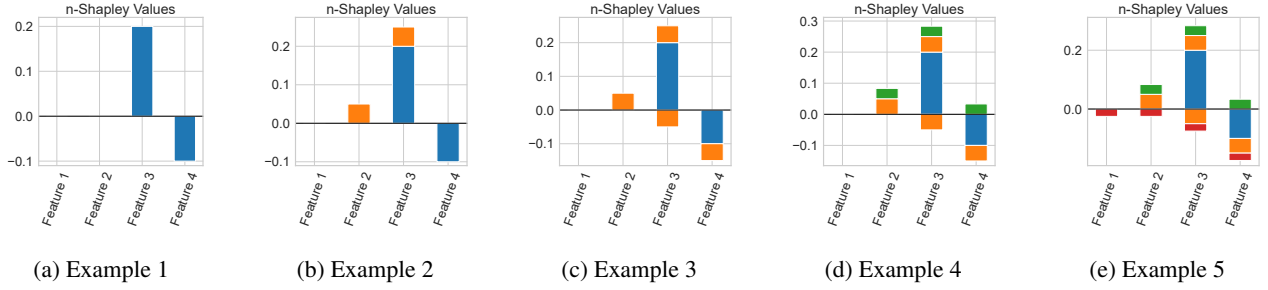 n-Shapley Values
0.2
0.1
0.0
−0.1
Feature 1
Feature 2
Feature 3
Feature 4
(a) Example 1
n-Shapley Values
0.2
0.1
0.0
−0.1
Feature 1
Feature 2
Feature 3
Feature 4
(b) Example 2
n-Shapley Values
0.2
0.1
0.0
−0.1
Feature 1
Feature 2
Feature 3
Feature 4
(c) Example 3
n-Shapley Values
0.3
0.2
0.1
0.0
−0.1
Feature 1
Feature 2
Feature 3
Feature 4
(d) Example 4
n-Shapley Values
0.2
0.0
Feature 1
Feature 2
Feature 3
Feature 4
(e) Example 5